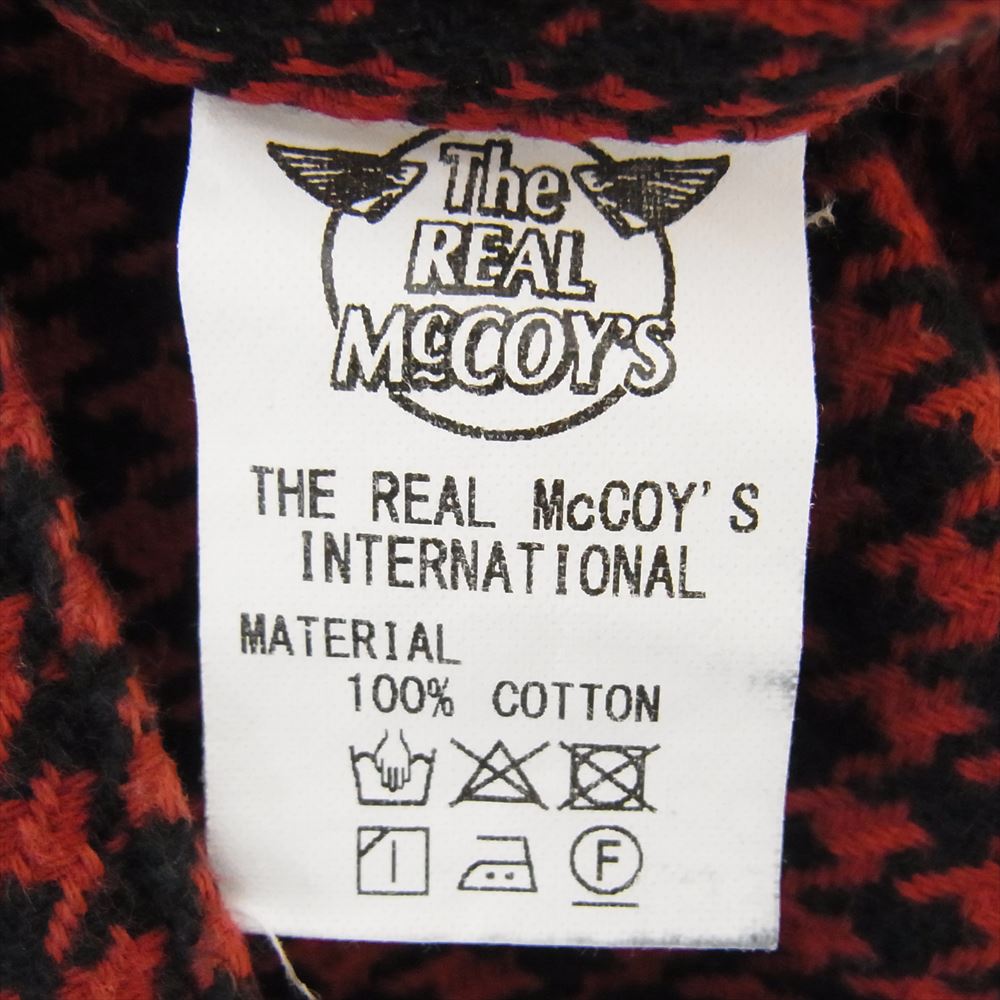 The
REAL
McCOY'S
THE REAL McCOY'S
INTERNATIONAL
MATERIAL
100% COTTON
F